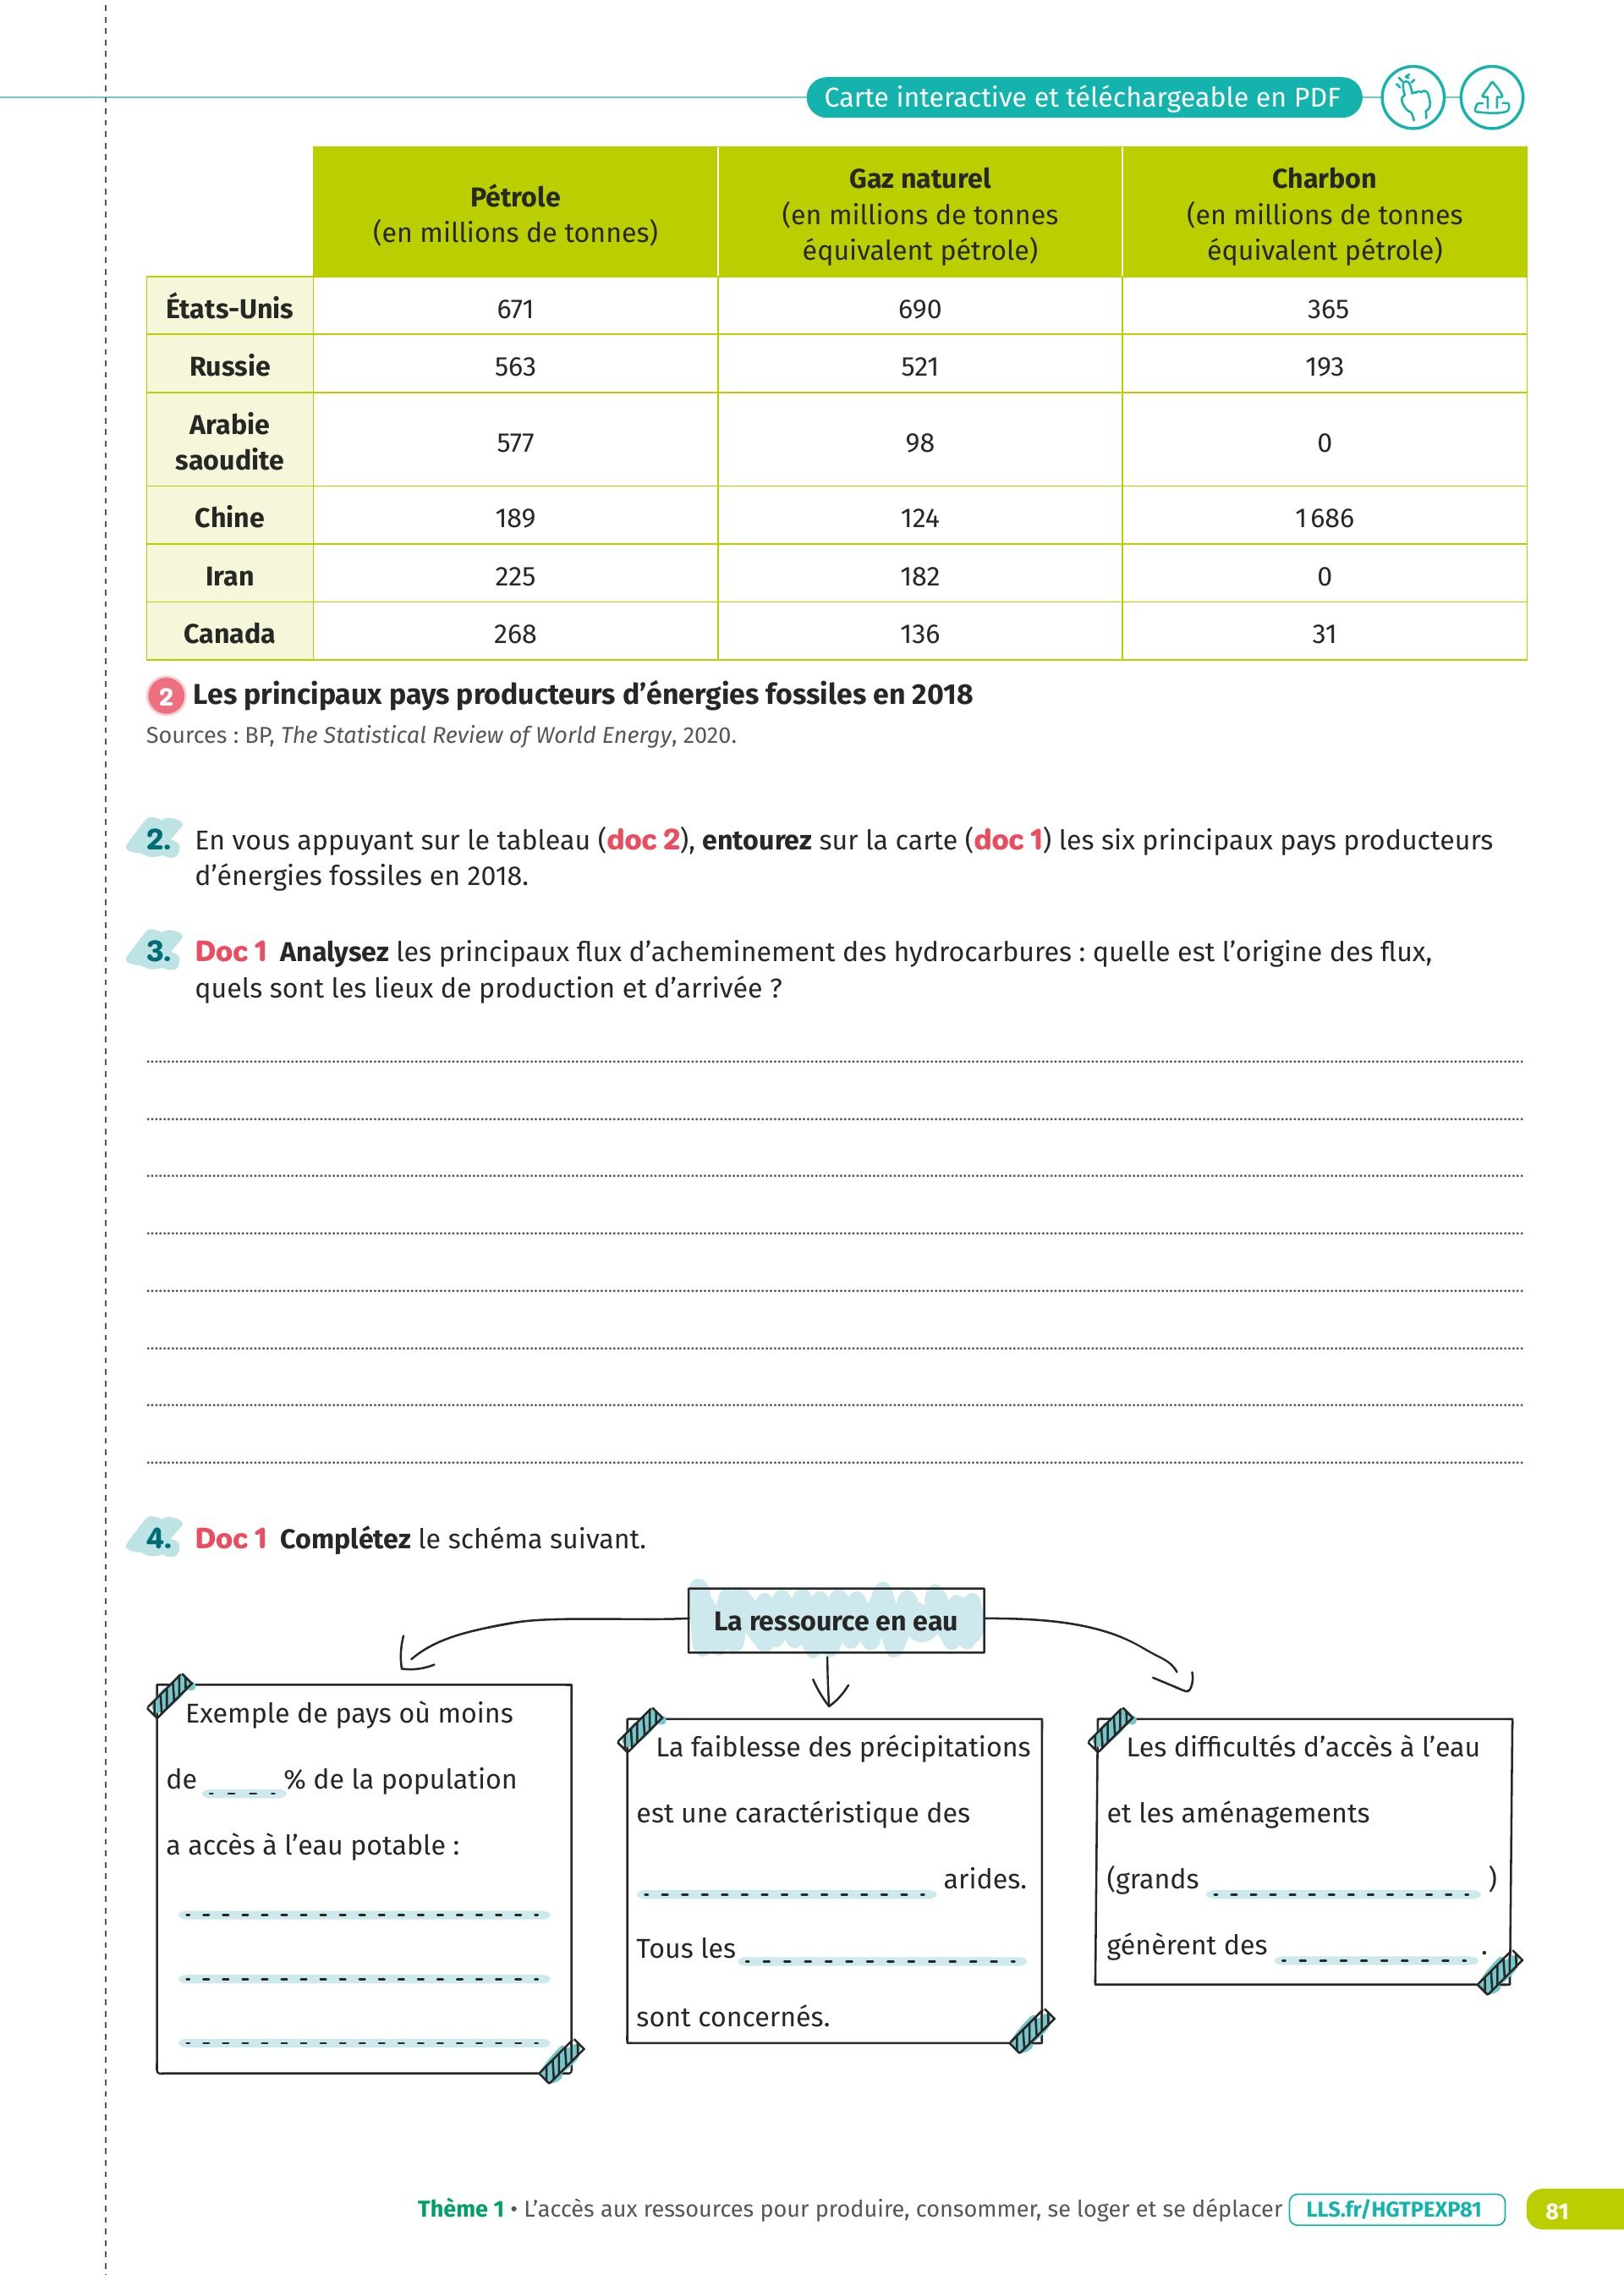 Carte interactive et téléchargeable en PDF
Pétrole
(en millions de tonnes)
Gaz naturel
(en millions de tonnes
équivalent pétrole)
Charbon
(en millions de tonnes
équivalent pétrole)
États-Unis 671 690 365
Russie 563 521 193
Arabie
saoudite 577 98 0
Chine 189 124 1 686
Iran 225 182 0
Canada 268 136 31
2 Les principaux pays producteurs d’énergies fossiles en 2018
Sources : BP, The Statistical Review of World Energy, 2020.
2. En vous appuyant sur le tableau (doc 2), entourez sur la carte (doc 1) les six principaux pays producteurs
d’énergies fossiles en 2018.
3. Doc 1 Analysez les principaux flux d’acheminement des hydrocarbures : quelle est l’origine des flux,
quels sont les lieux de production et d’arrivée ?
4. Doc 1 Complétez le schéma suivant.
La ressource en eau
Exemple de pays où moins
de % de la population
a accès à l’eau potable :
La faiblesse des précipitations
est une caractéristique des
arides.
Tous les
sont concernés.
Les difficultés d’accès à l’eau
et les aménagements
(grands )
génèrent des .
Thème 1 • L’accès aux ressources pour produire, consommer, se loger et se déplacer LLS.fr/HGTPEXP81 81